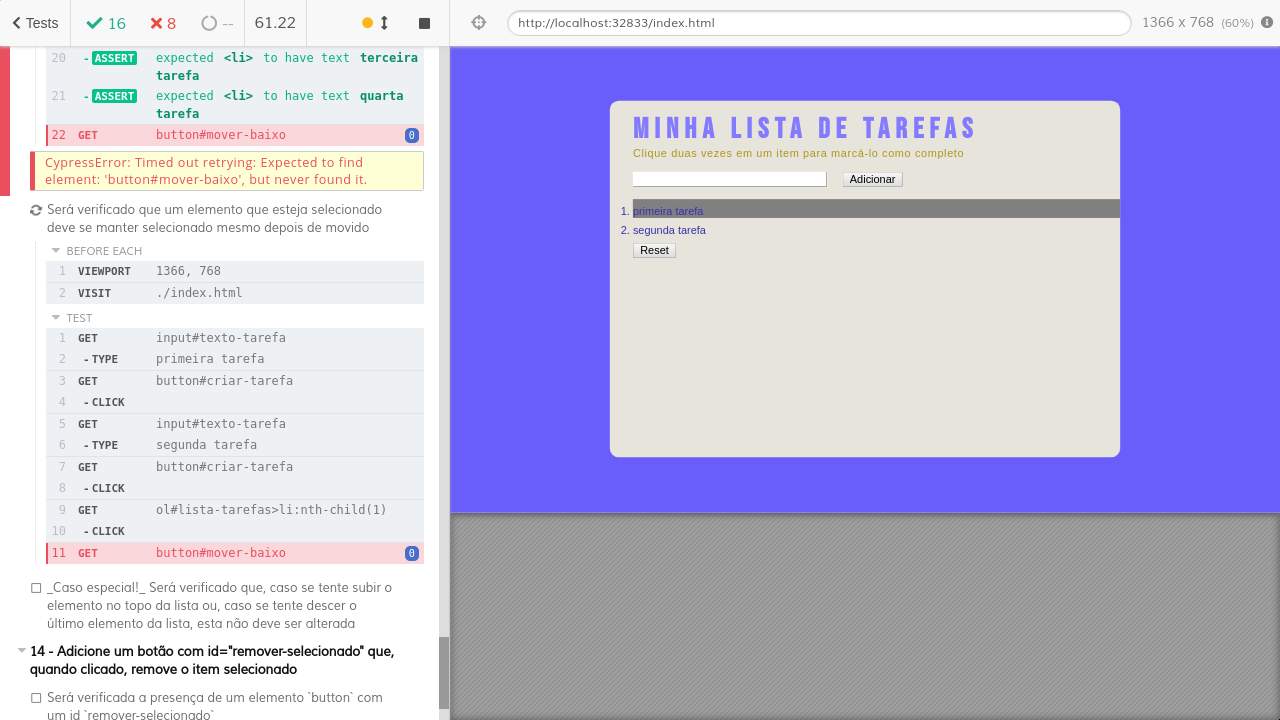 Tests
16
8
--
61.22
http://localhost:32833/index.html
1366 x 768 (60%)
20 - ASSERT expected <li> to have text terceira
tarefa
21 - ASSERT expected <li> to have text quarta
tarefa
22 GET button#mover-baixo 0
CypressError: Timed out retrying: Expected to find
element: 'button#mover-baixo', but never found it.
Será verificado que um elemento que esteja selecionado
deve se manter selecionado mesmo depois de movido
BEFORE EACH
1 VIEWPORT 1366, 768
2 VISIT ./index.html
TEST
1 GET input#texto-tarefa
2 - TYPE primeira tarefa
3 GET button#criar-tarefa
4 - CLICK
5 GET input#texto-tarefa
6 - TYPE segunda tarefa
7 GET button#criar-tarefa
8 - CLICK
9 GET ol#lista-tarefas>li:nth-child(1)
10 - CLICK
11 GET button#mover-baixo 0
_Caso especial!_ Será verificado que, caso se tente subir o
elemento no topo da lista ou, caso se tente descer o
último elemento da lista, esta não deve ser alterada
14 - Adicione um botão com id="remover-selecionado" que,
quando clicado, remove o item selecionado
Será verificada a presença de um elemento `button` com
um id `remover-selecionado`
MINHA LISTA DE TAREFAS
Clique duas vezes em um item para marcá-lo como completo
Adicionar
1. primeira tarefa
2. segunda tarefa
Reset